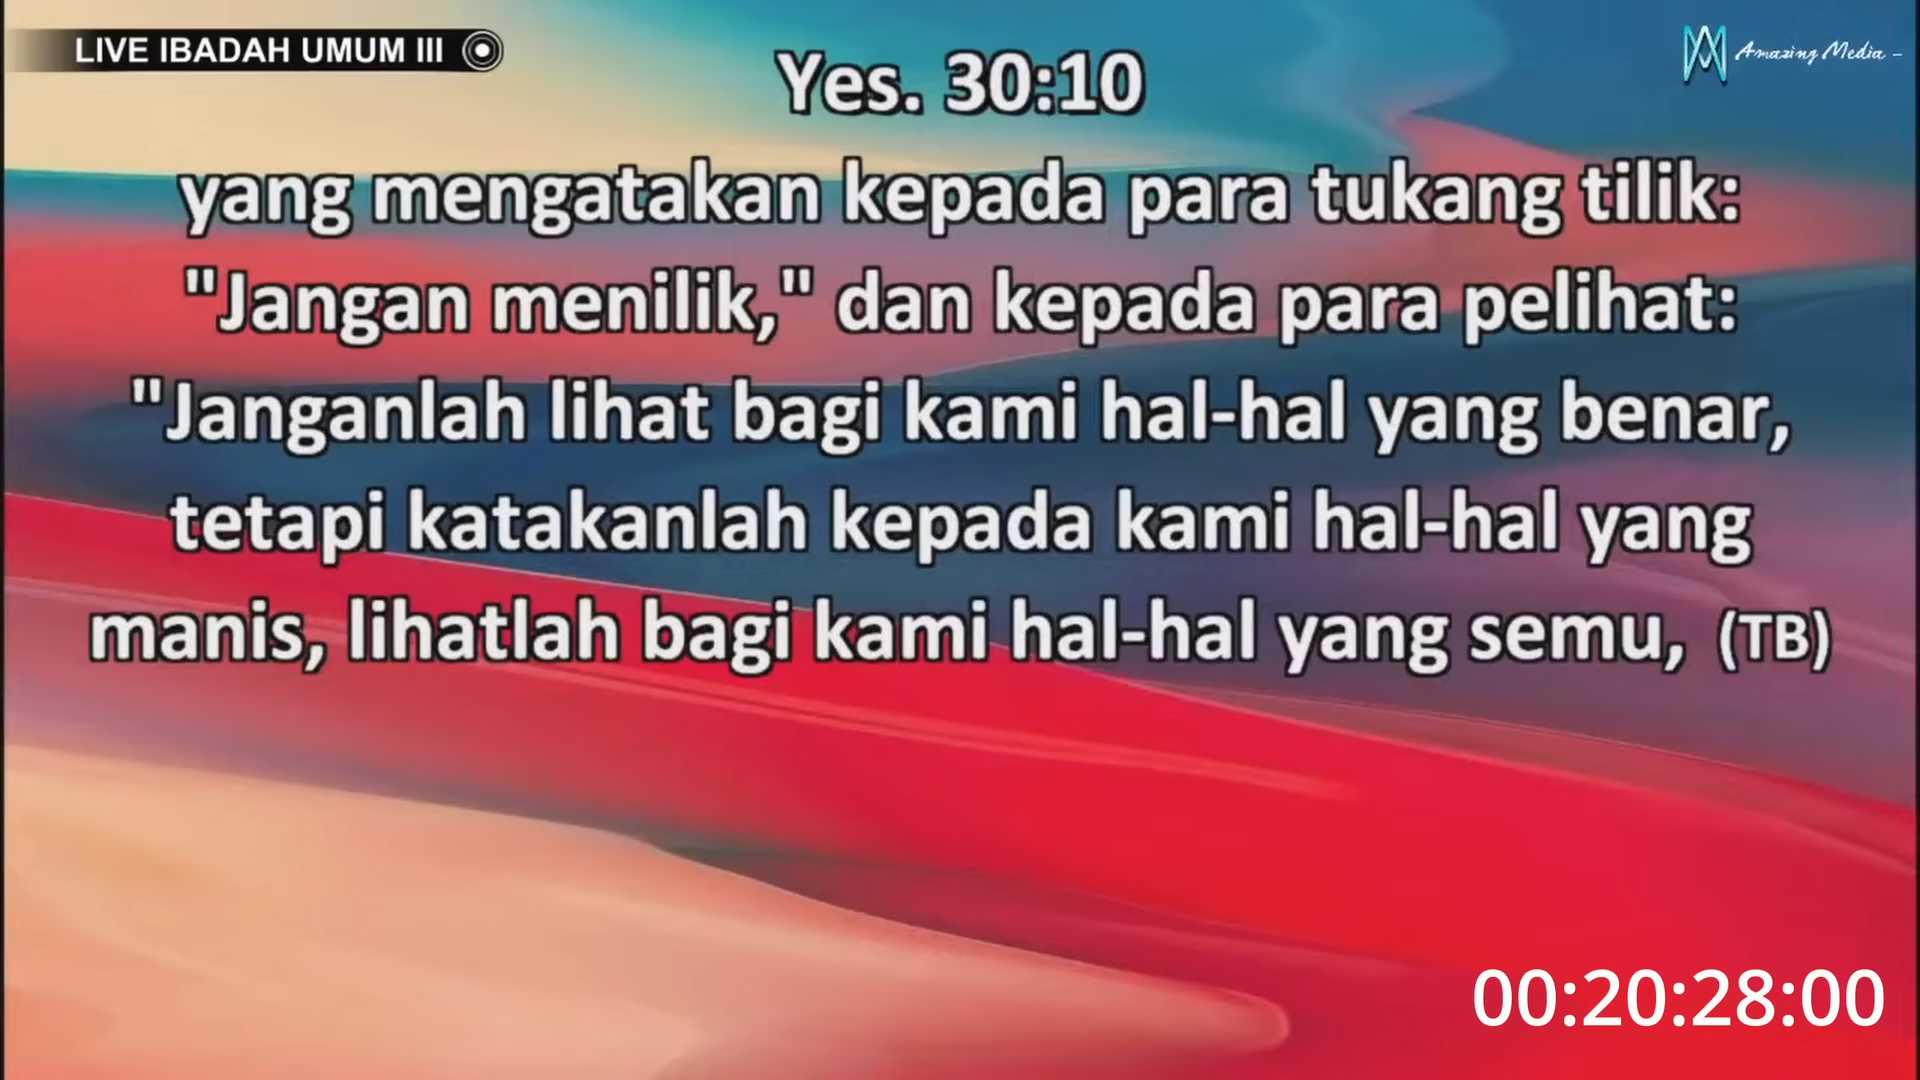 LIVE IBADAH UMUM III
Amazing Media -
Yes. 30:10
yang mengatakan kepada para tukang tilik:
"Jangan menilik," dan kepada para pelihat:
"Janganlah lihat bagi kami hal-hal yang benar,
tetapi katakanlah kepada kami hal-hal yang
manis, lihatlah bagi kami hal-hal yang semu, (TB)
00:20:28:00